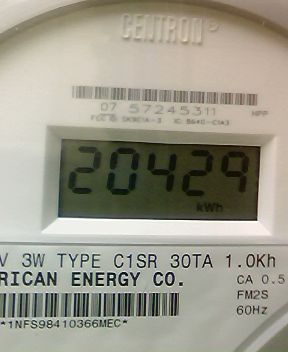 CENTRON®
07 57245311 HPP
20429
kWh
V 3W TYPE C1SR 30TA 1.0Kh
RICAN ENERGY CO. CA 0.5
FM2S
60Hz
*1NFS98410366MEC*